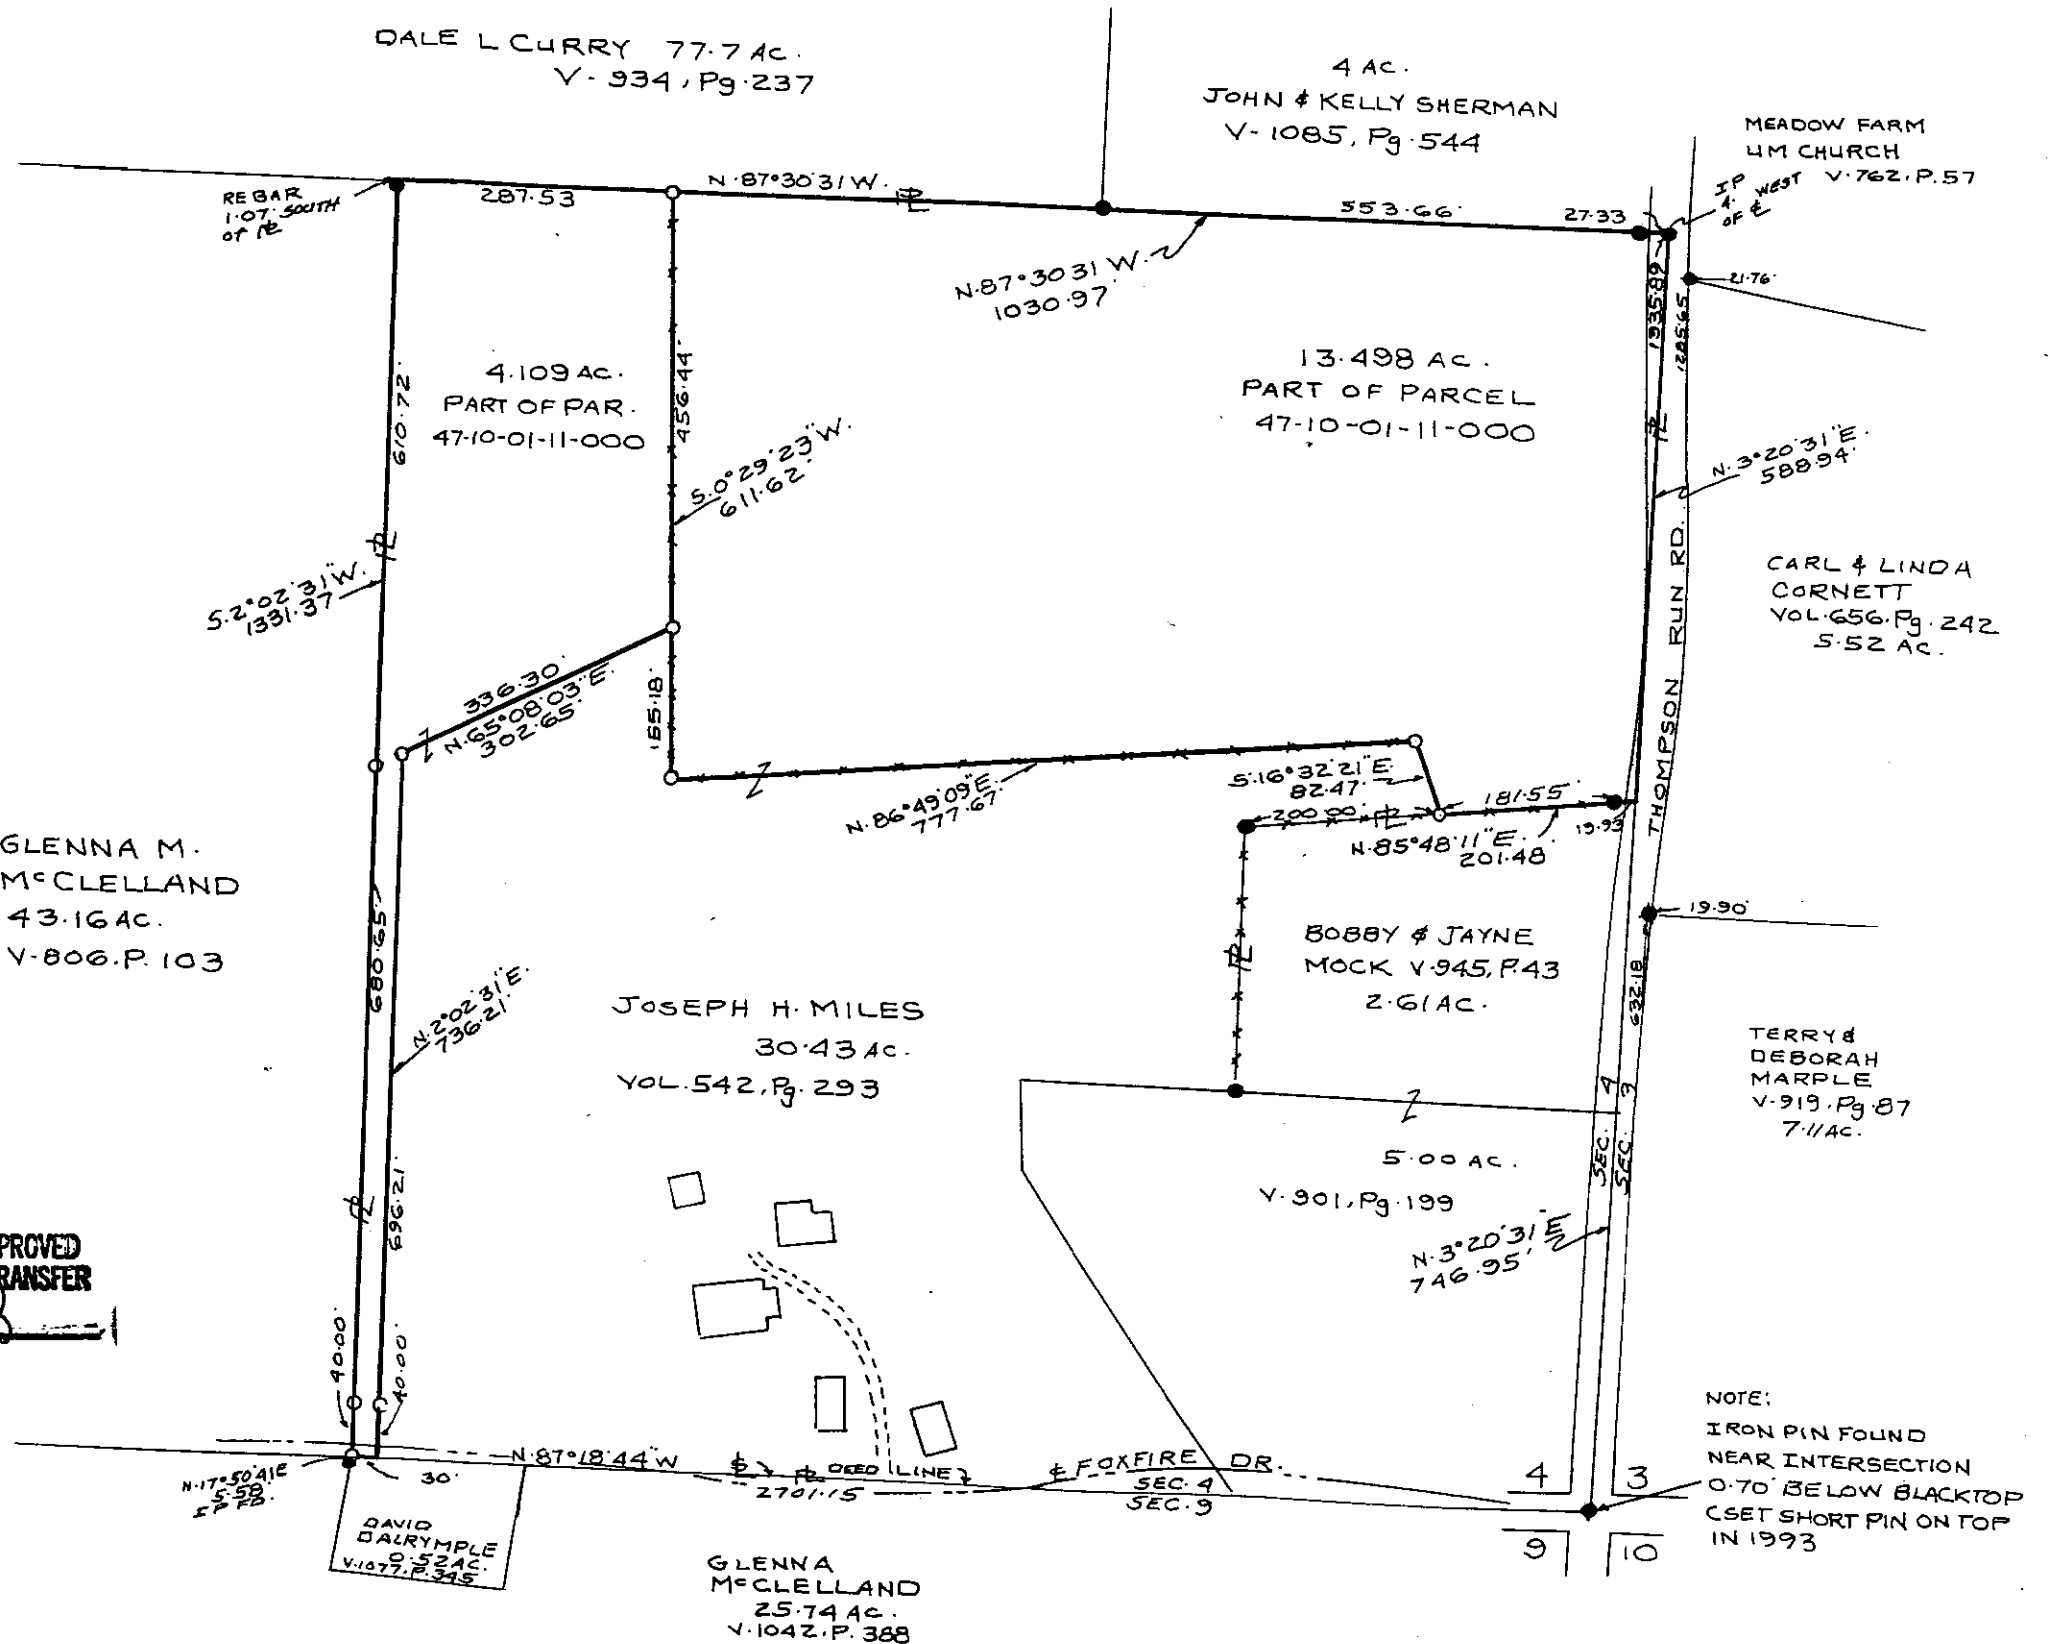 DALE L CURRY 77.7 AC.
V-934, Pg.237
4 AC.
JOHN & KELLY SHERMAN
V-1085, Pg.544
MEADOW FARM
UM CHURCH
V.762.P.57
IP
4' WEST
OF ℄
REBAR
1.07' SOUTH
of ⅊
287.53
N.87°30'31"W.
⅊
553.66'
27.33
N.87°30'31"W.
1030.97'
21.76'
1335.89
1285.65
4.109 AC.
PART OF PAR.
47-10-01-11-000
610.72'
456.44'
13.498 AC.
PART OF PARCEL
47-10-01-11-000
S.0°29'23"W.
611.62'
⅊
N.3°20'31"E.
588.94'
THOMPSON RUN RD.
CARL & LINDA
CORNETT
VOL.656.Pg.242
5.52 AC.
⅊
S.2°02'31"W.
1331.37
336.30'
N.65°08'03"E.
302.65'
155.18'
N.86°49'09"E.
777.67'
S.16°32'21"E.
82.47'
200.00'
⅊
181.55'
19.93
N.85°48'11"E.
201.48'
GLENNA M.
McCLELLAND
43.16 AC.
V-806.P.103
680.65'
19.90'
BOBBY & JAYNE
MOCK V.945, P.43
2.61 AC.
⅊
632.18
N.2°02'31"E.
736.21'
JOSEPH H. MILES
30.43 AC.
VOL.542, Pg.293
TERRY &
DEBORAH
MARPLE
V-919.Pg.87
7.11 AC.
SEC. 4
SEC. 3
5.00 AC.
V-901, Pg.199
N.3°20'31"E
746.95'
⅊
696.21'
PROVED
RANSFER
40.00'
40.00'
NOTE:
IRON PIN FOUND
NEAR INTERSECTION
0.70' BELOW BLACKTOP
CSET SHORT PIN ON TOP
IN 1993
N.87°18'44"W
℄ ⅊ DEED LINE
℄ FOXFIRE DR.
SEC. 4
SEC. 9
2701.15
4
3
9
10
N.17°50'41"E
5.58'
IP FD.
30'
DAVID
DALRYMPLE
0.52 AC.
V.1077.P.345
GLENNA
McCLELLAND
25.74 AC.
V.1042.P.388